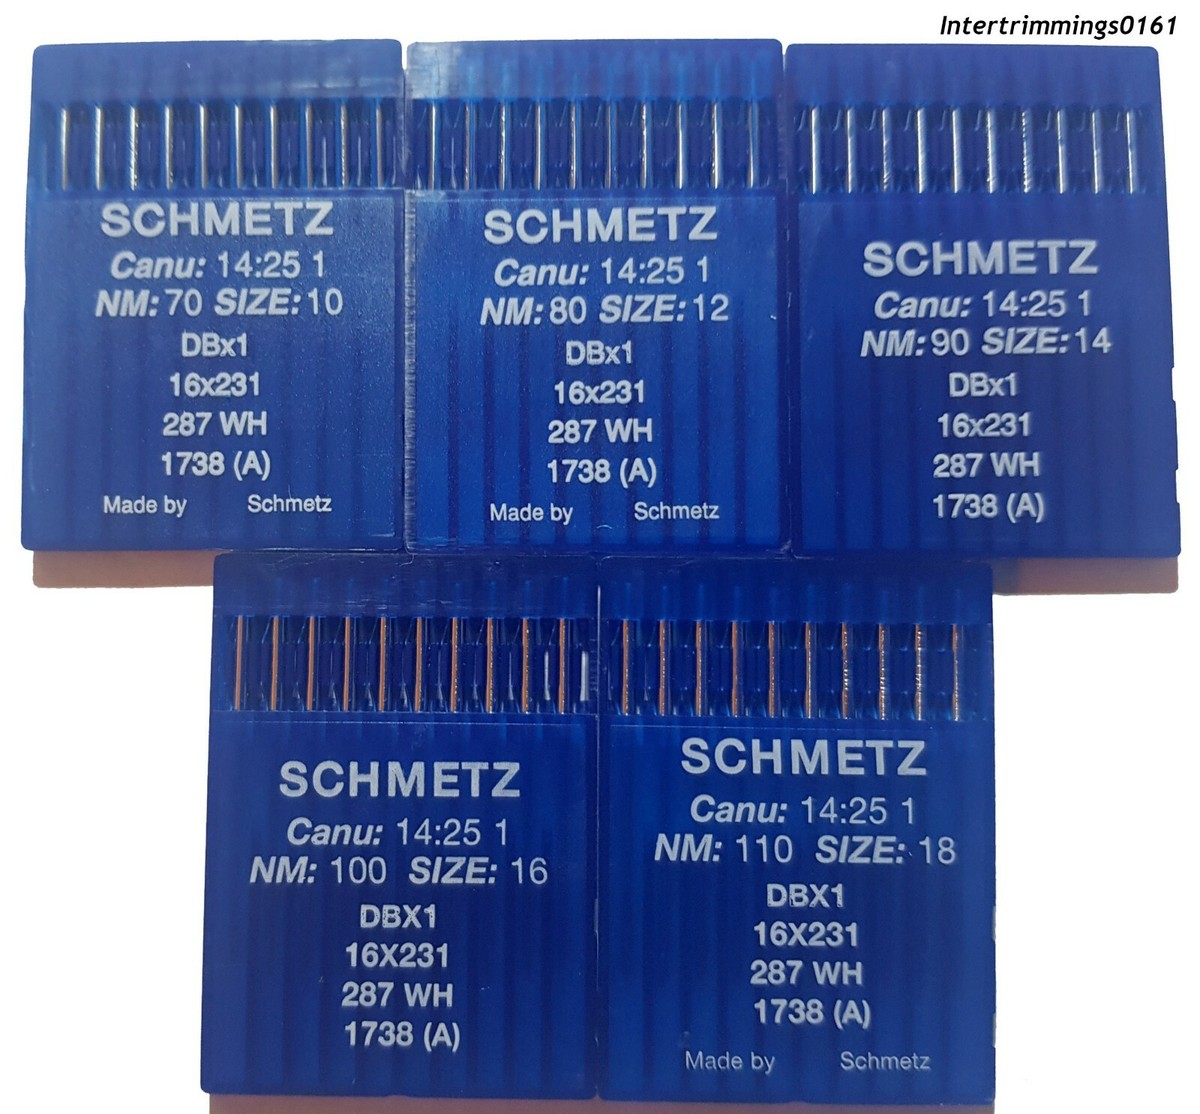 Intertrimmings0161
SCHMETZ
Canu: 14:25 1
NM: 70 SIZE: 10
DBx1
16x231
287 WH
1738 (A)
Made by Schmetz
SCHMETZ
Canu: 14:25 1
NM: 80 SIZE: 12
DBx1
16x231
287 WH
1738 (A)
Made by Schmetz
SCHMETZ
Canu: 14:25 1
NM: 90 SIZE: 14
DBx1
16x231
287 WH
1738 (A)
SCHMETZ
Canu: 14:25 1
NM: 100 SIZE: 16
DBX1
16X231
287 WH
1738 (A)
SCHMETZ
Canu: 14:25 1
NM: 110 SIZE: 18
DBX1
16X231
287 WH
1738 (A)
Made by Schmetz